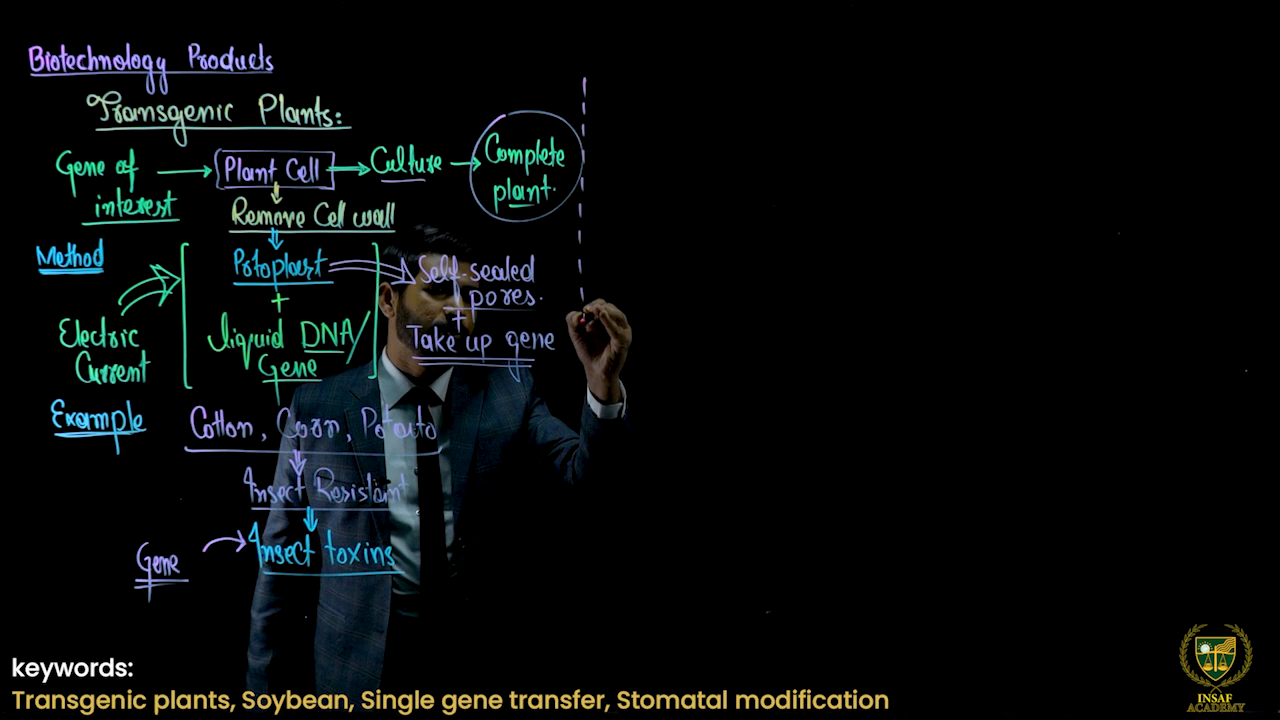 Biotechnology Products
Transgenic Plants:
Gene of interest → Plant Cell → Culture → Complete plant.
Remove Cell wall
Method
Protoplast
Self-sealed pores.
+
+
Electric Current
liquid DNA/
Gene
Take up gene
Example
Cotton, Corn, Potato
Insect Resistant
Gene
Insect toxins
keywords:
Transgenic plants, Soybean, Single gene transfer, Stomatal modification
INSAF
ACADEMY